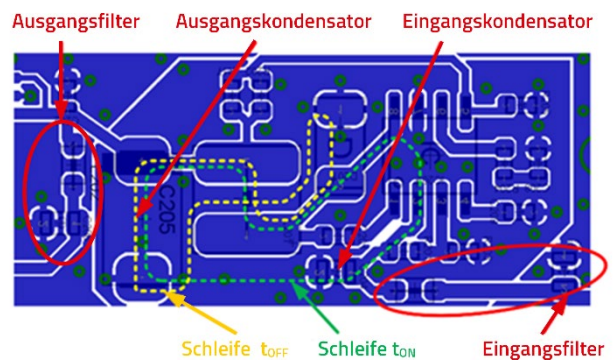 Ausgangsfilter
Ausgangskondensator
Eingangskondensator
C205
Schleife tOFF
Schleife tON
Eingangsfilter